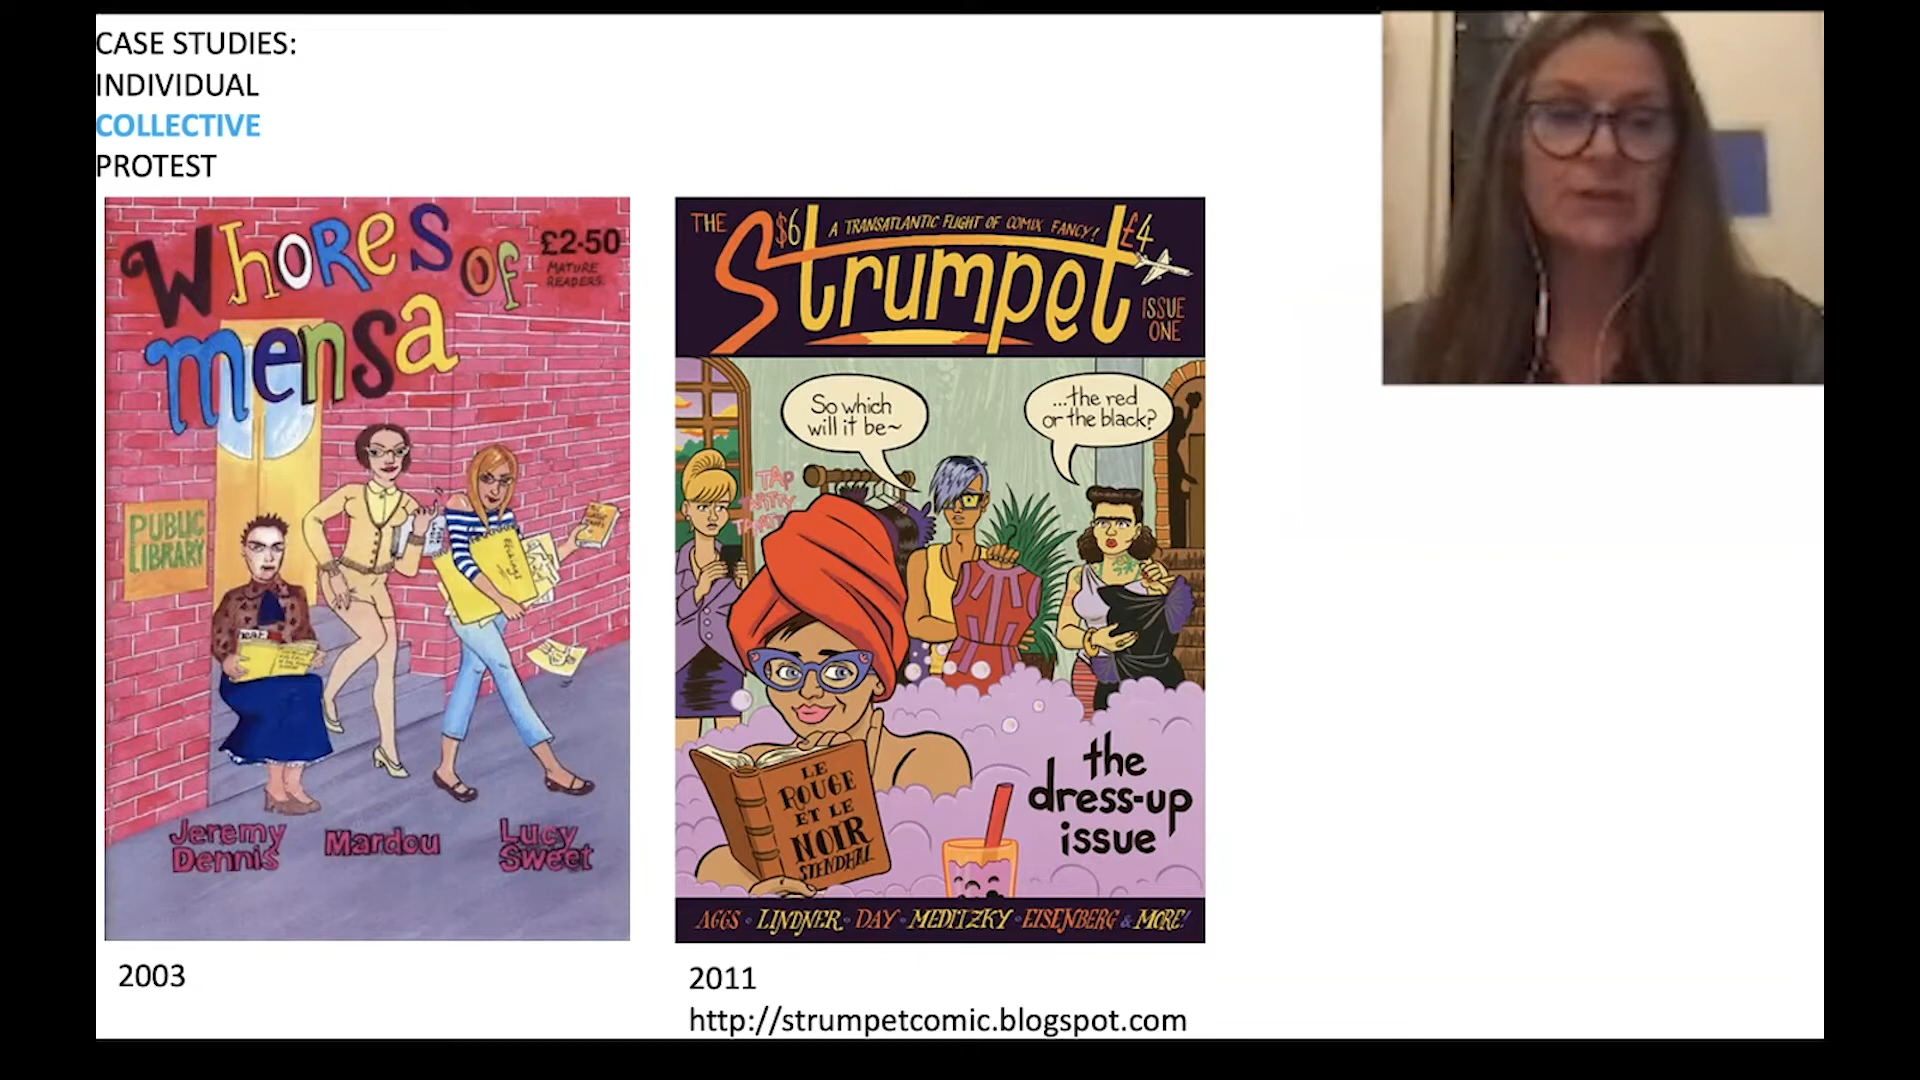 CASE STUDIES:
INDIVIDUAL
COLLECTIVE
PROTEST
Whores of
mensa
£2·50
MATURE
READERS.
PUBLIC
LIBRARY
Jeremy
Dennis
Mardou
Lucy
Sweet
2003
THE
$6
A TRANSATLANTIC FLIGHT OF COMIX FANCY!
£4
Strumpet
ISSUE
ONE
So which
will it be~
...the red
or the black?
TAP
LE
ROUGE
ET LE
NOIR
STENDHAL
the
dress-up
issue
AGGS • LINDNER • DAY • MEDITZKY • EISENBERG & MORE!
2011
http://strumpetcomic.blogspot.com